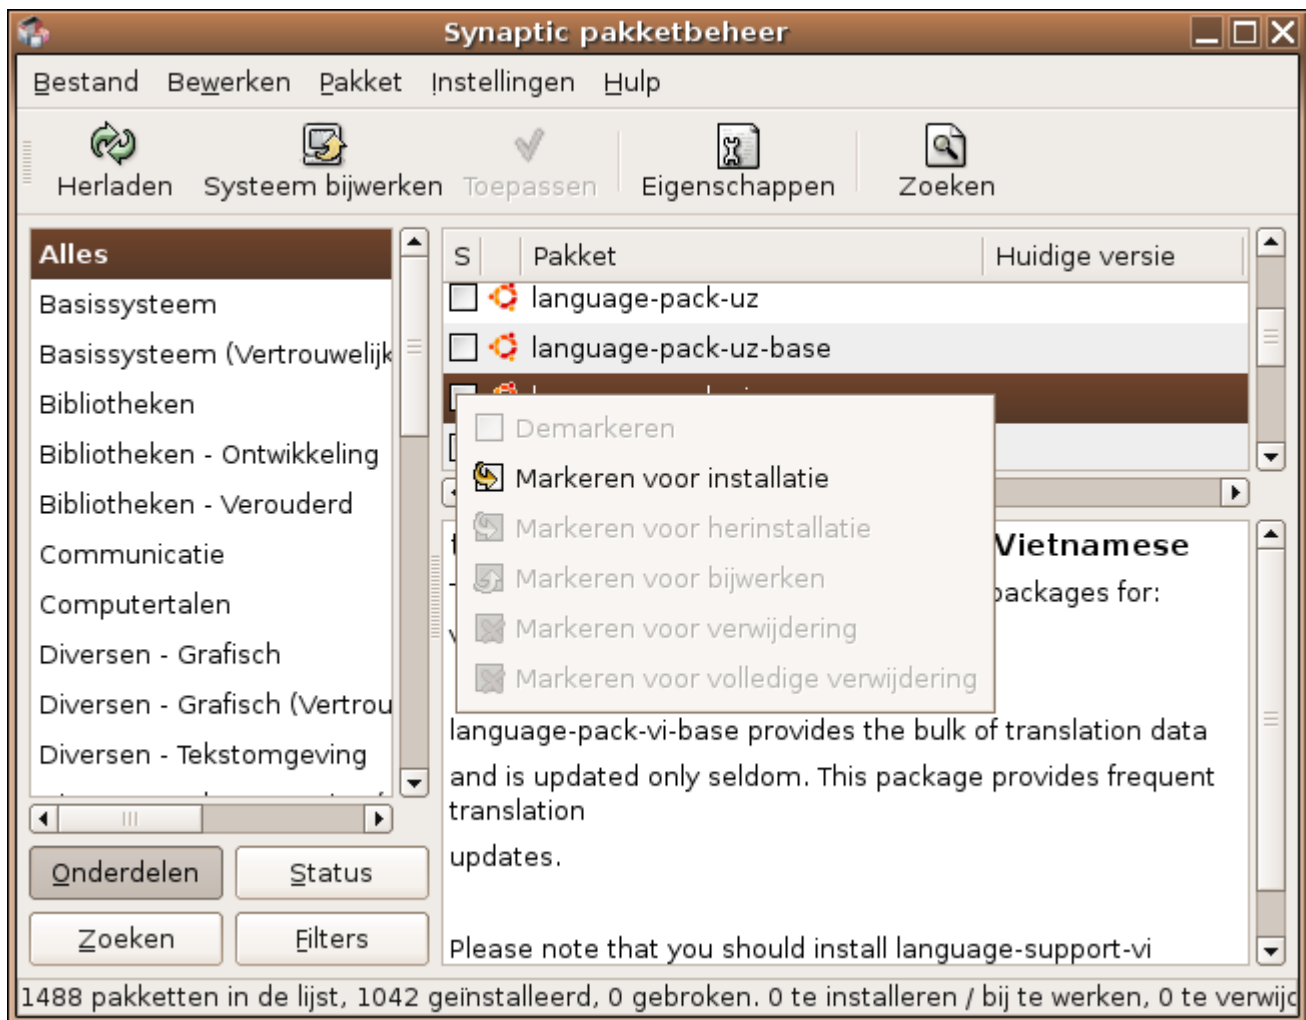 Synaptic pakketbeheer
Bestand Bewerken Pakket Instellingen Hulp
Herladen Systeem bijwerken Toepassen Eigenschappen Zoeken
Alles
Basissysteem
Basissysteem (Vertrouwelijk
Bibliotheken
Bibliotheken - Ontwikkeling
Bibliotheken - Verouderd
Communicatie
Computertalen
Diversen - Grafisch
Diversen - Grafisch (Vertrou
Diversen - Tekstomgeving
Onderdelen Status
Zoeken Filters
S Pakket Huidige versie
language-pack-uz
language-pack-uz-base
Demarkeren
Markeren voor installatie
Markeren voor herinstallatie
Markeren voor bijwerken
Markeren voor verwijdering
Markeren voor volledige verwijdering
Vietnamese
packages for:
language-pack-vi-base provides the bulk of translation data
and is updated only seldom. This package provides frequent
translation
updates.
Please note that you should install language-support-vi
1488 pakketten in de lijst, 1042 geïnstalleerd, 0 gebroken. 0 te installeren / bij te werken, 0 te verwijd